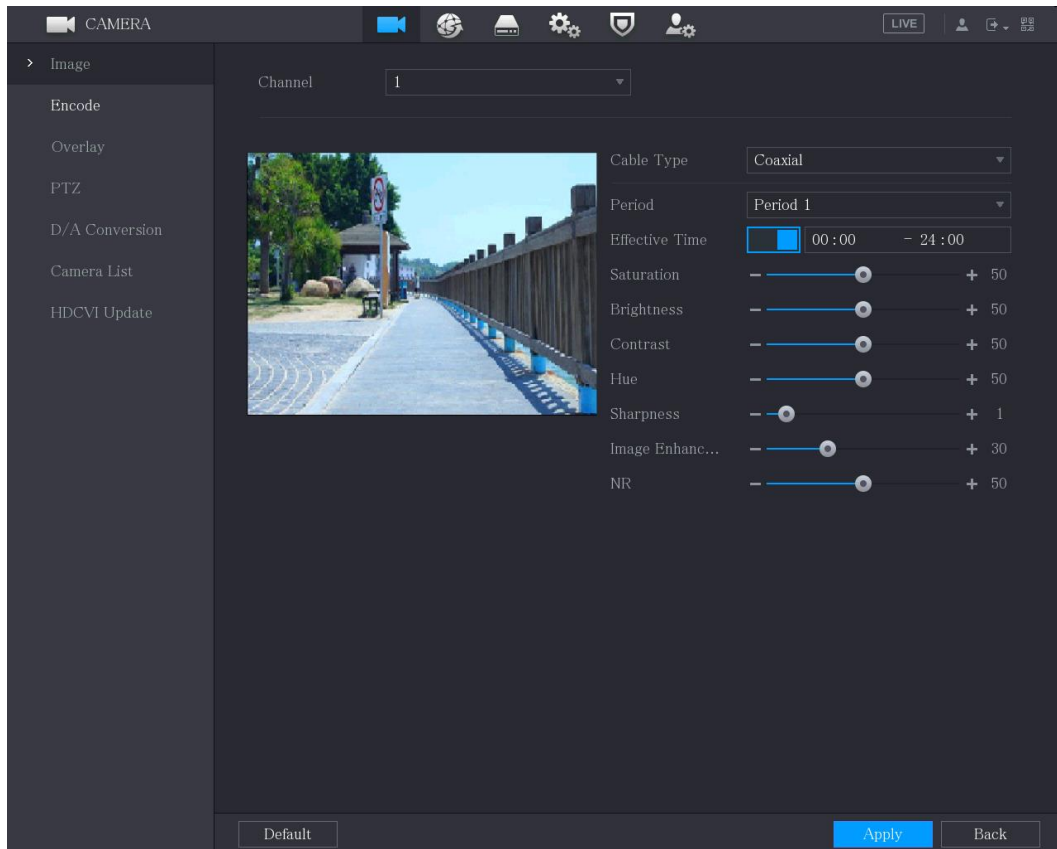 CAMERA
LIVE
Image
Encode
Overlay
PTZ
D/A Conversion
Camera List
HDCVI Update
Channel 1
Cable Type Coaxial
Period Period 1
Effective Time 00:00 - 24:00
Saturation - + 50
Brightness - + 50
Contrast - + 50
Hue - + 50
Sharpness - + 1
Image Enhanc... - + 30
NR - + 50
Default Apply Back